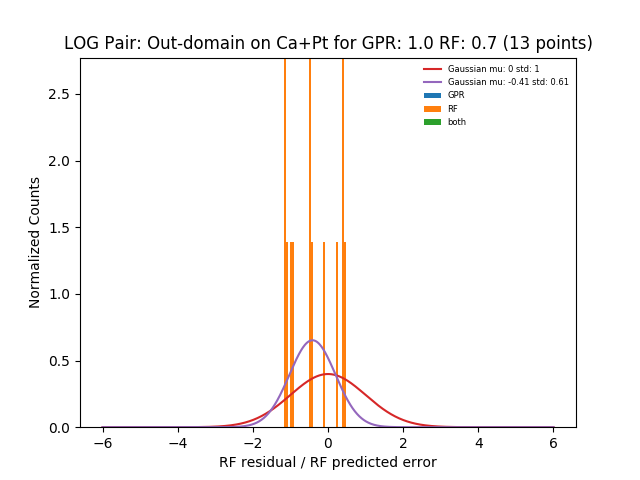 LOG Pair: Out-domain on Ca+Pt for GPR: 1.0 RF: 0.7 (13 points)
Gaussian mu: 0 std: 1
Gaussian mu: -0.41 std: 0.61
GPR
RF
both
Normalized Counts
2.5
2.0
1.5
1.0
0.5
0.0
−6 −4 −2 0 2 4 6
RF residual / RF predicted error